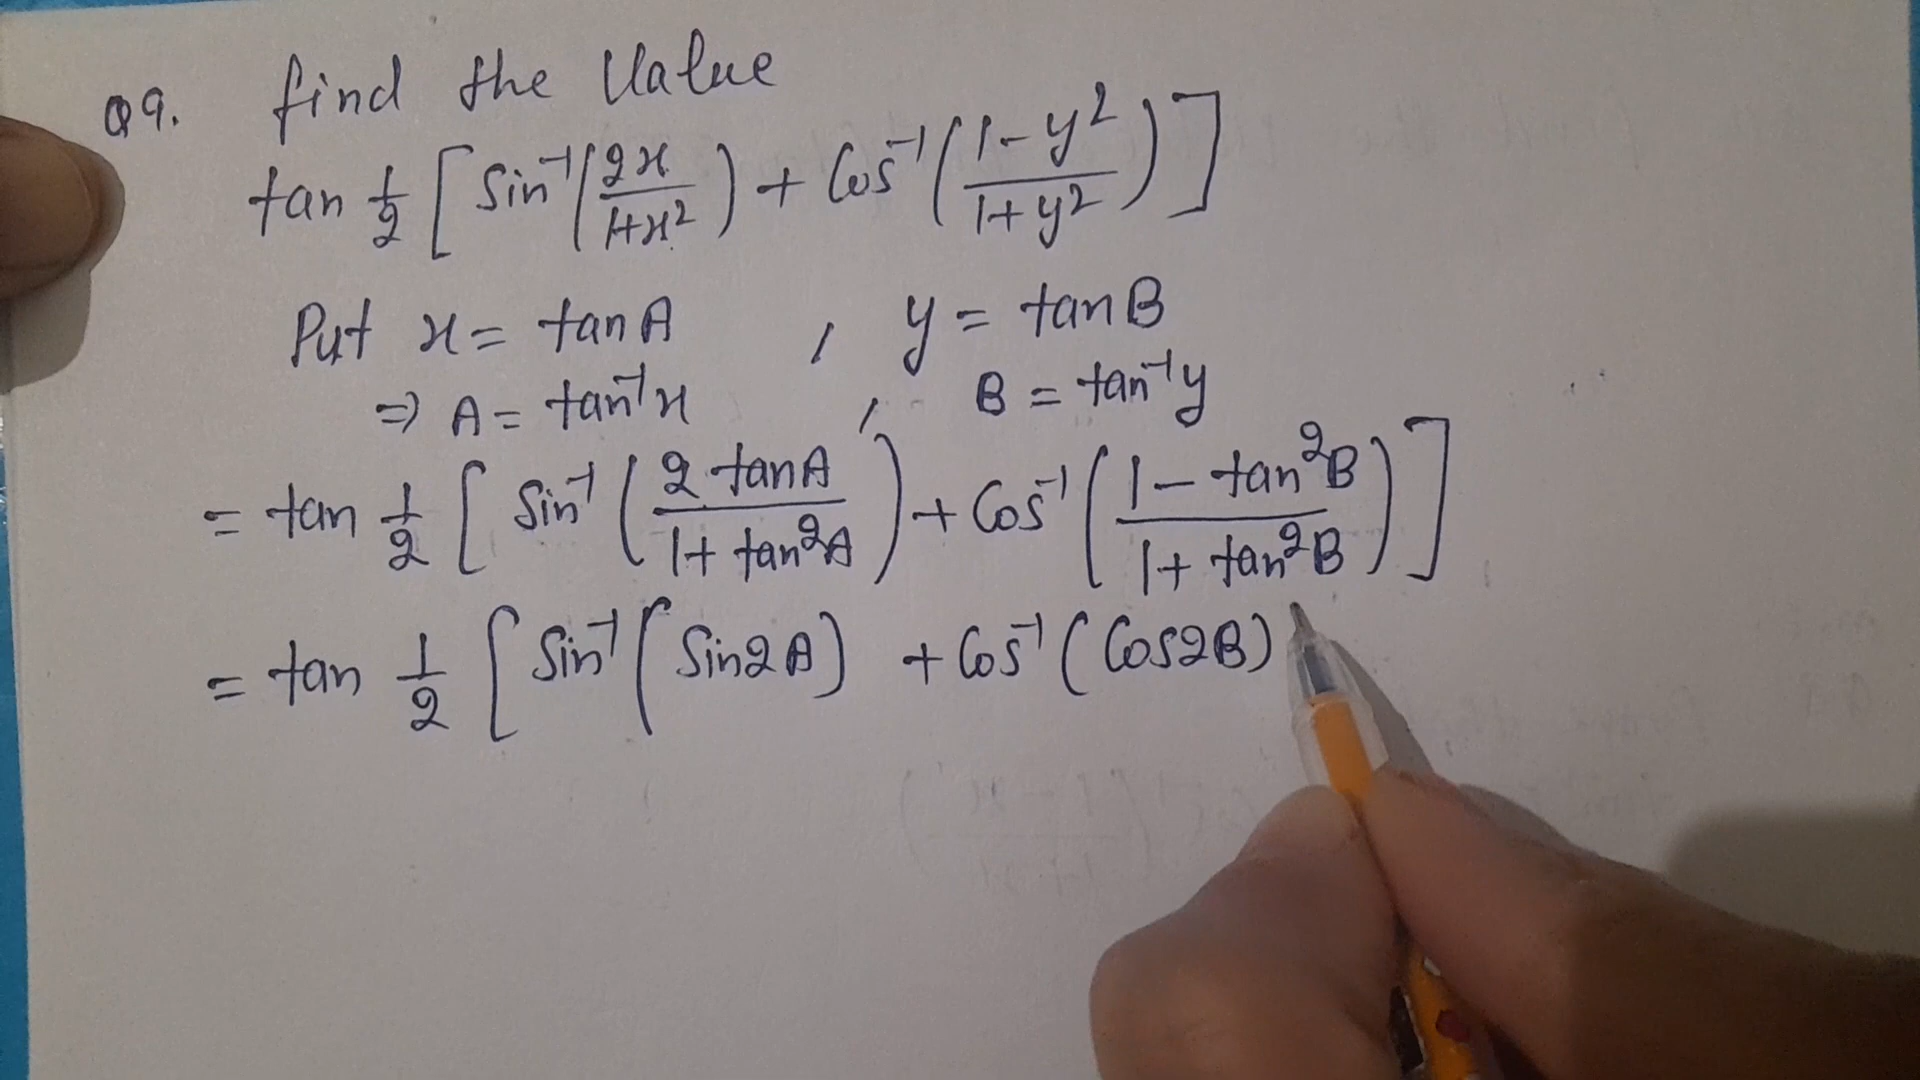 Q9. find the Value
tan 1/2 [ Sin⁻¹(2x/1+x²) + Cos⁻¹(1-y²/1+y²) ]
Put x = tanA , y = tanB
⇒ A = tan⁻¹x , B = tan⁻¹y
= tan 1/2 [ Sin⁻¹(2 tanA/1+ tan²A) + Cos⁻¹(1 - tan²B/1+ tan²B) ]
= tan 1/2 [ Sin⁻¹(Sin2A) + Cos⁻¹(Cos2B)